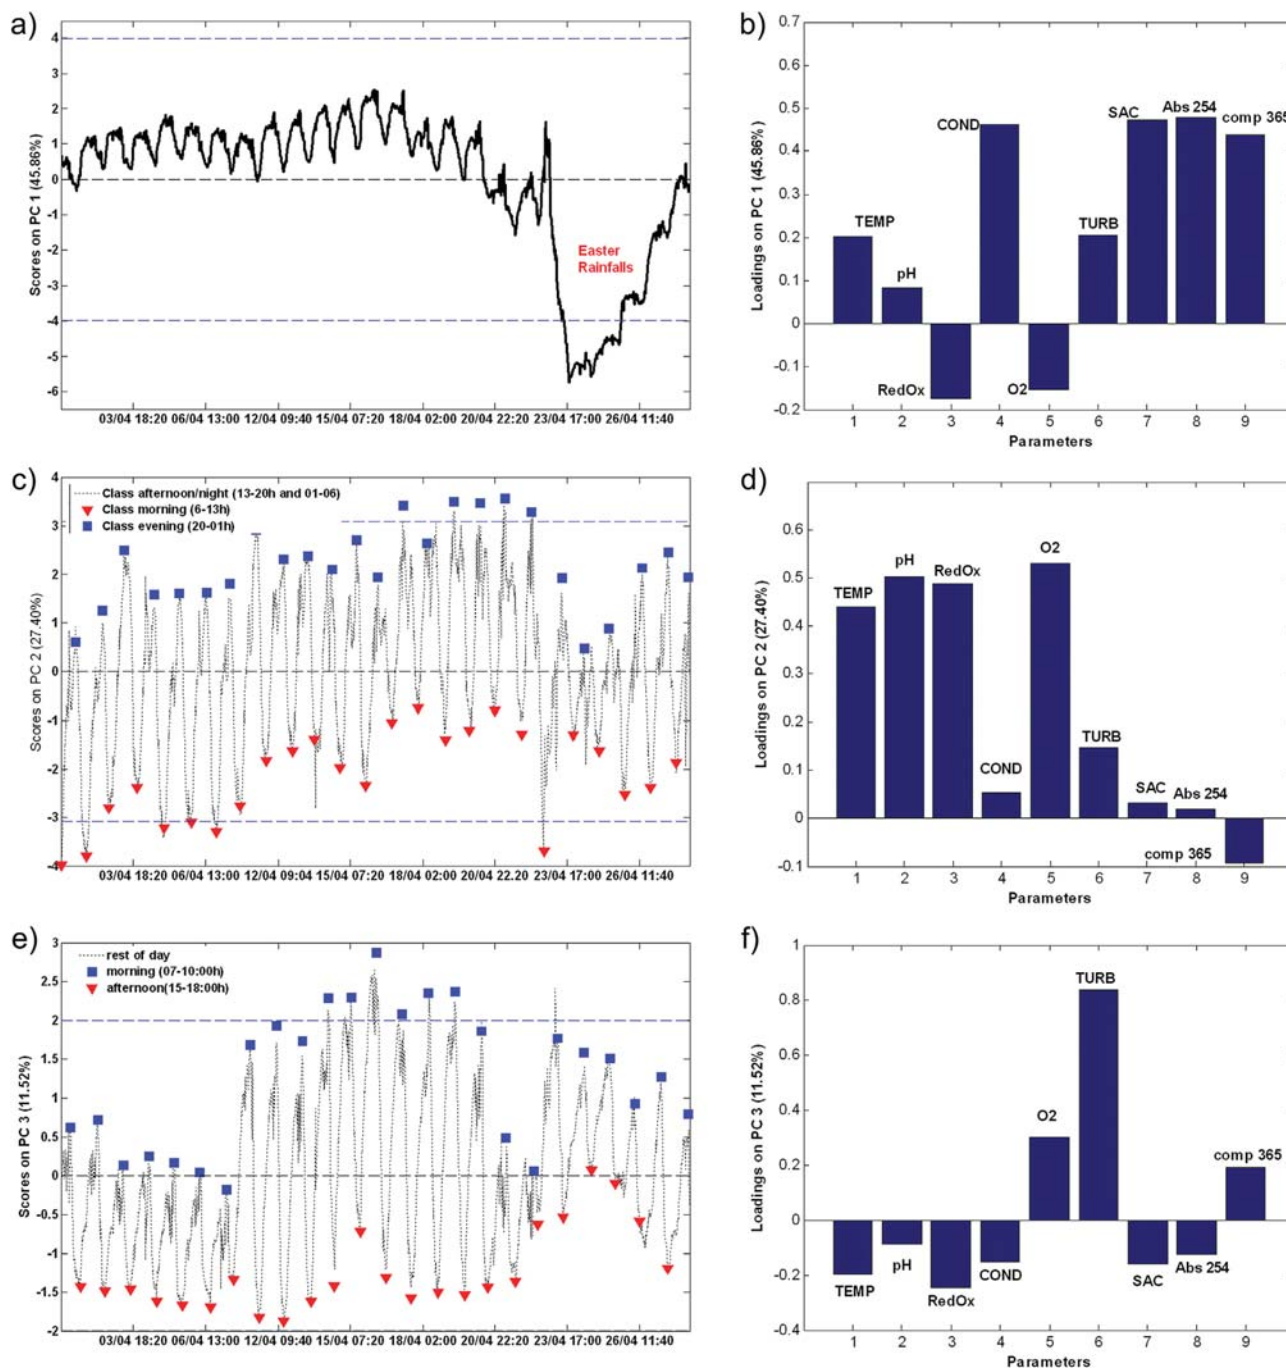 a)
Scores on PC 1 (45.86%)
4
3
2
1
0
-1
-2
-3
-4
-5
-6
Easter
Rainfalls
03/04 18:20 06/04 13:00 12/04 09:40 15/04 07:20 18/04 02:00 20/04 22:20 23/04 17:00 26/04 11:40
b)
Loadings on PC 1 (45.86%)
0.7
0.6
0.5
0.4
0.3
0.2
0.1
0
-0.1
-0.2
TEMP
pH
RedOx
COND
O2
TURB
SAC
Abs 254
comp 365
1 2 3 4 5 6 7 8 9
Parameters
c)
Scores on PC 2 (27.40%)
4
3
2
1
0
-1
-2
-3
-4
Class afternoon/night (13-20h and 01-06)
Class morning (6-13h)
Class evening (20-01h)
03/04 18:20 06/04 13:00 12/04 09:04 15/04 07:20 18/04 02:00 20/04 22.20 23/04 17:00 26/04 11:40
d)
Loadings on PC 2 (27.40%)
0.6
0.5
0.4
0.3
0.2
0.1
0
-0.1
TEMP
pH
RedOx
COND
O2
TURB
SAC
Abs 254
comp 365
1 2 3 4 5 6 7 8 9
Parameters
e)
Scores on PC 3 (11.52%)
3
2.5
2
1.5
1
0.5
0
-0.5
-1
-1.5
-2
rest of day
morning (07-10:00h)
afternoon(15-18:00h)
03/04 18:20 06/04 13:00 12/04 09:40 15/04 07:20 18/04 02:00 20/04 22:20 23/04 17:00 26/04 11:40
f)
Loadings on PC 3 (11.52%)
1
0.8
0.6
0.4
0.2
0
-0.2
-0.4
TEMP
pH
RedOx
COND
O2
TURB
SAC
Abs 254
comp 365
1 2 3 4 5 6 7 8 9
Parameters